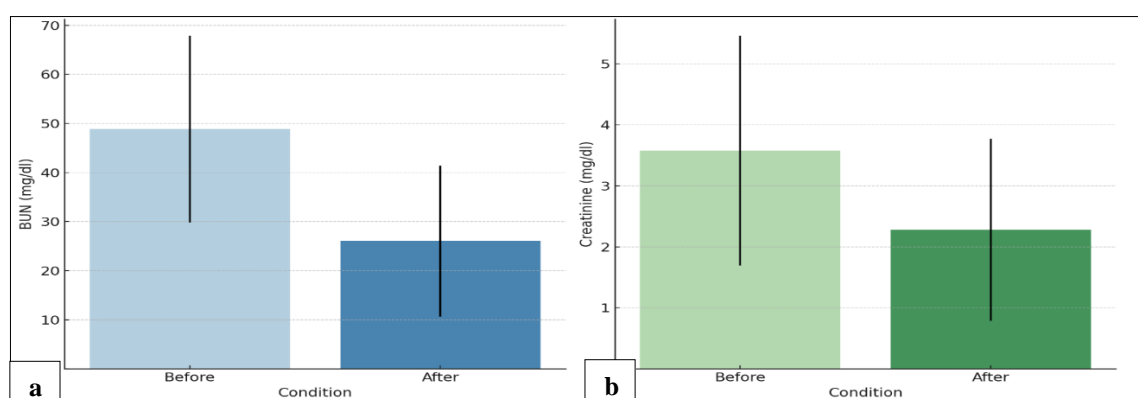 70
60
50
40
30
20
10
BUN (mg/dl)
Before
After
Condition
a
5
4
3
2
1
Creatinine (mg/dl)
Before
After
Condition
b